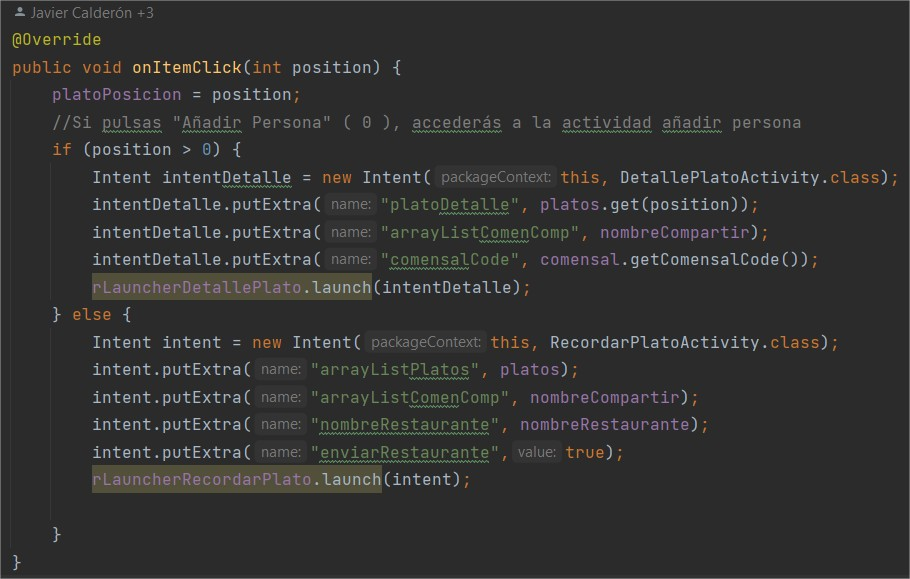 Javier Calderón +3
@Override
public void onItemClick(int position) {
platoPosicion = position;
//Si pulsas "Añadir Persona" ( 0 ), accederás a la actividad añadir persona
if (position > 0) {
Intent intentDetalle = new Intent( packageContext: this, DetallePlatoActivity.class);
intentDetalle.putExtra( name: "platoDetalle", platos.get(position));
intentDetalle.putExtra( name: "arrayListComenComp", nombreCompartir);
intentDetalle.putExtra( name: "comensalCode", comensal.getComensalCode());
rLauncherDetallePlato.launch(intentDetalle);
} else {
Intent intent = new Intent( packageContext: this, RecordarPlatoActivity.class);
intent.putExtra( name: "arrayListPlatos", platos);
intent.putExtra( name: "arrayListComenComp", nombreCompartir);
intent.putExtra( name: "nombreRestaurante", nombreRestaurante);
intent.putExtra( name: "enviarRestaurante", value: true);
rLauncherRecordarPlato.launch(intent);
}
}